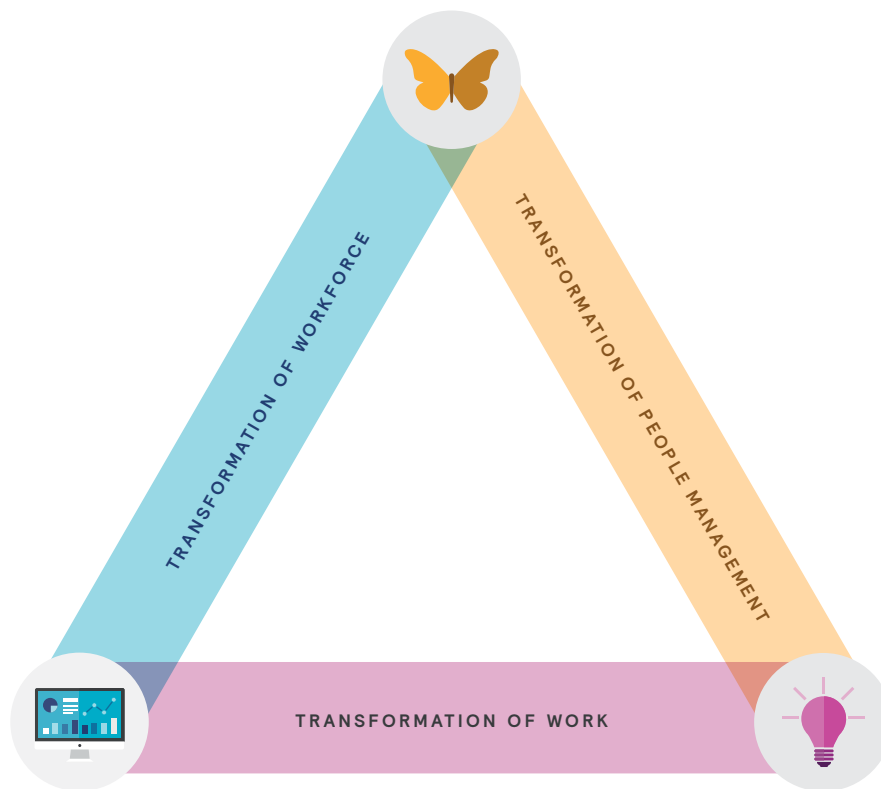 TRANSFORMATION OF WORKFORCE
TRANSFORMATION OF PEOPLE MANAGEMENT
TRANSFORMATION OF WORK